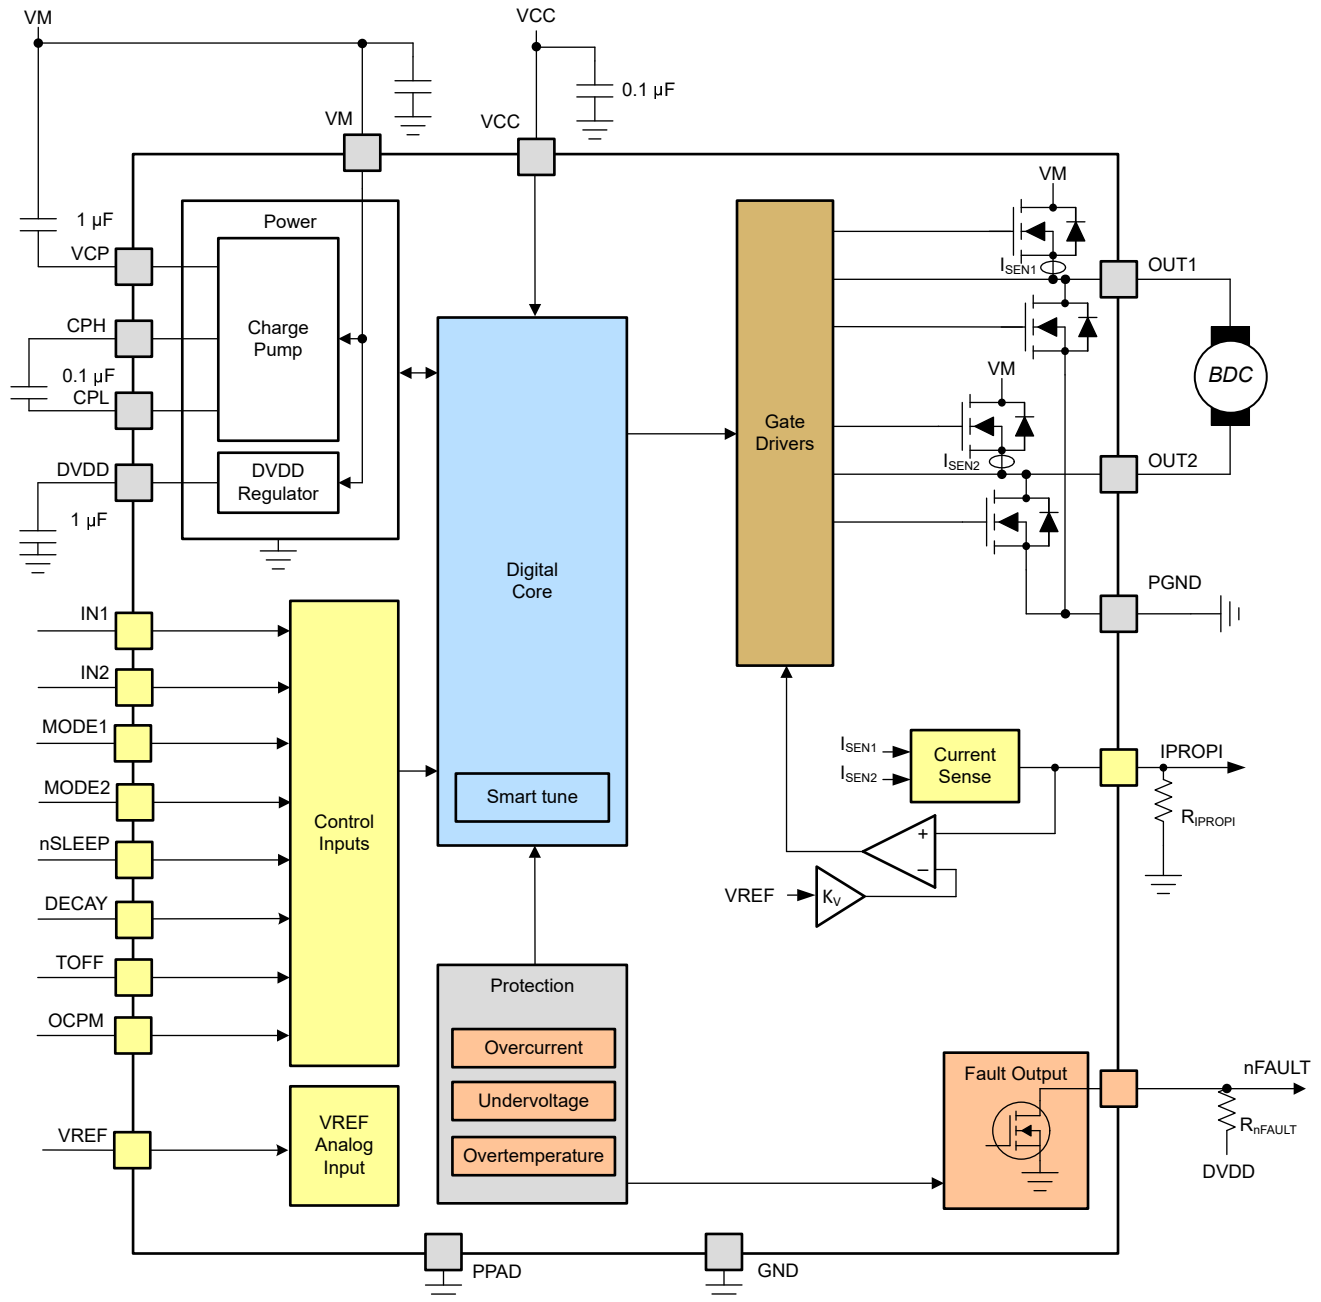 VM
VCC
0.1 µF
VM
VCC
VM
1 µF
Power
VCP
ISEN1
OUT1
CPH
Charge
Pump
0.1 µF
CPL
VM
BDC
Gate
Drivers
DVDD
DVDD
Regulator
ISEN2
OUT2
1 µF
Digital
Core
PGND
IN1
IN2
MODE1
MODE2
nSLEEP
DECAY
TOFF
OCPM
Control
Inputs
Smart tune
ISEN1
ISEN2
Current
Sense
IPROPI
RIPROPI
+
−
VREF
KV
Protection
Overcurrent
Undervoltage
Overtemperature
Fault Output
nFAULT
RnFAULT
DVDD
VREF
VREF
Analog
Input
PPAD
GND